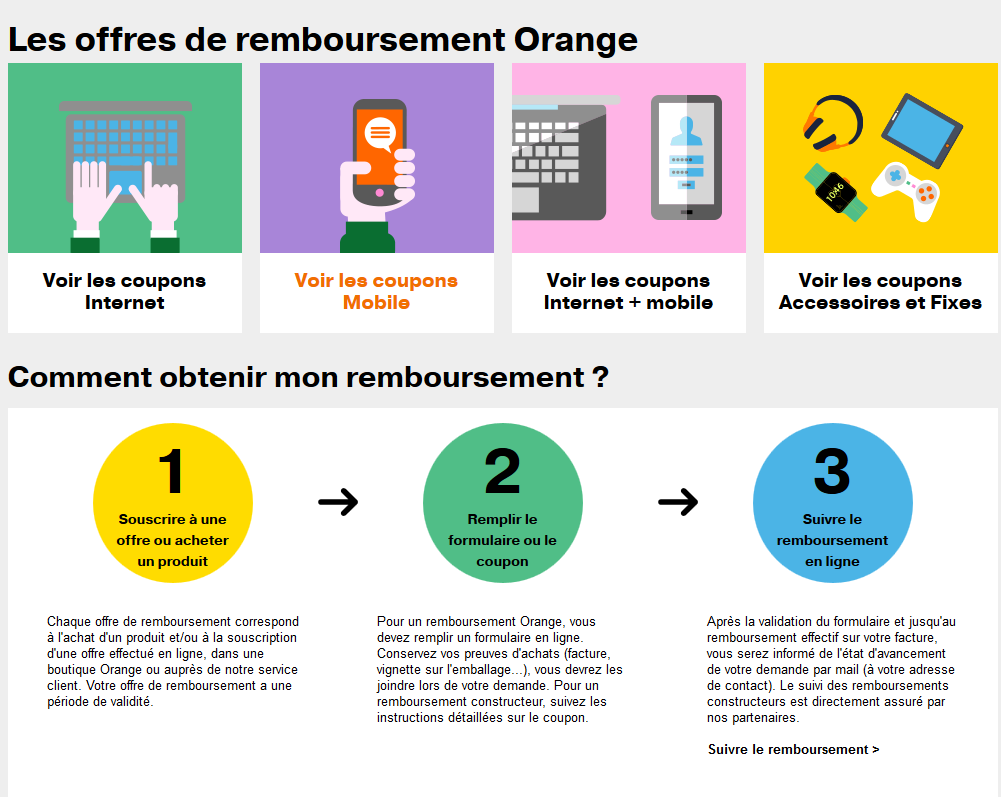 Les offres de remboursement Orange
Voir les coupons
Internet
Voir les coupons
Mobile
Voir les coupons
Internet + mobile
10:46
Voir les coupons
Accessoires et Fixes
Comment obtenir mon remboursement ?
1
Souscrire à une
offre ou acheter
un produit
2
Remplir le
formulaire ou le
coupon
3
Suivre le
remboursement
en ligne
Chaque offre de remboursement correspond
à l'achat d'un produit et/ou à la souscription
d'une offre effectué en ligne, dans une
boutique Orange ou auprès de notre service
client. Votre offre de remboursement a une
période de validité.
Pour un remboursement Orange, vous
devez remplir un formulaire en ligne.
Conservez vos preuves d'achats (facture,
vignette sur l'emballage...), vous devrez les
joindre lors de votre demande. Pour un
remboursement constructeur, suivez les
instructions détaillées sur le coupon.
Après la validation du formulaire et jusqu'au
remboursement effectif sur votre facture,
vous serez informé de l'état d'avancement
de votre demande par mail (à votre adresse
de contact). Le suivi des remboursements
constructeurs est directement assuré par
nos partenaires.
Suivre le remboursement >